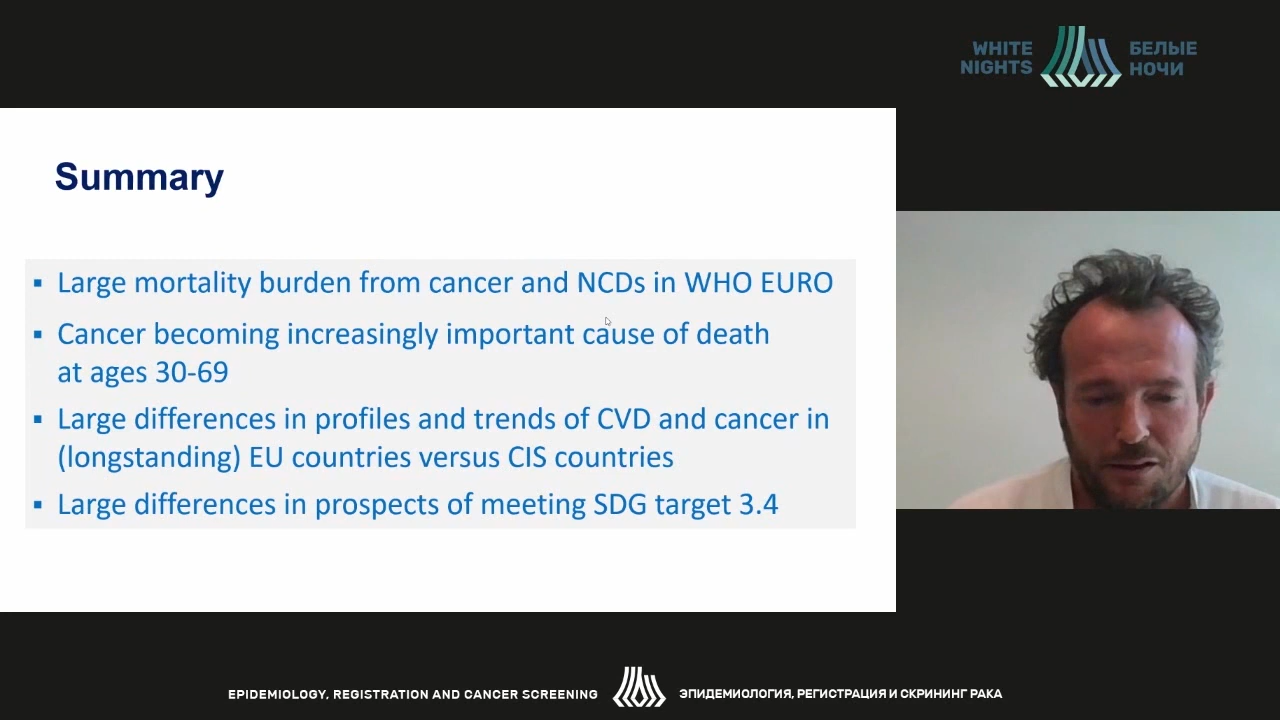 WHITE
NIGHTS
БЕЛЫЕ
НОЧИ
Summary
▪ Large mortality burden from cancer and NCDs in WHO EURO
▪ Cancer becoming increasingly important cause of death
at ages 30-69
▪ Large differences in profiles and trends of CVD and cancer in
(longstanding) EU countries versus CIS countries
▪ Large differences in prospects of meeting SDG target 3.4
EPIDEMIOLOGY, REGISTRATION AND CANCER SCREENING
ЭПИДЕМИОЛОГИЯ, РЕГИСТРАЦИЯ И СКРИНИНГ РАКА